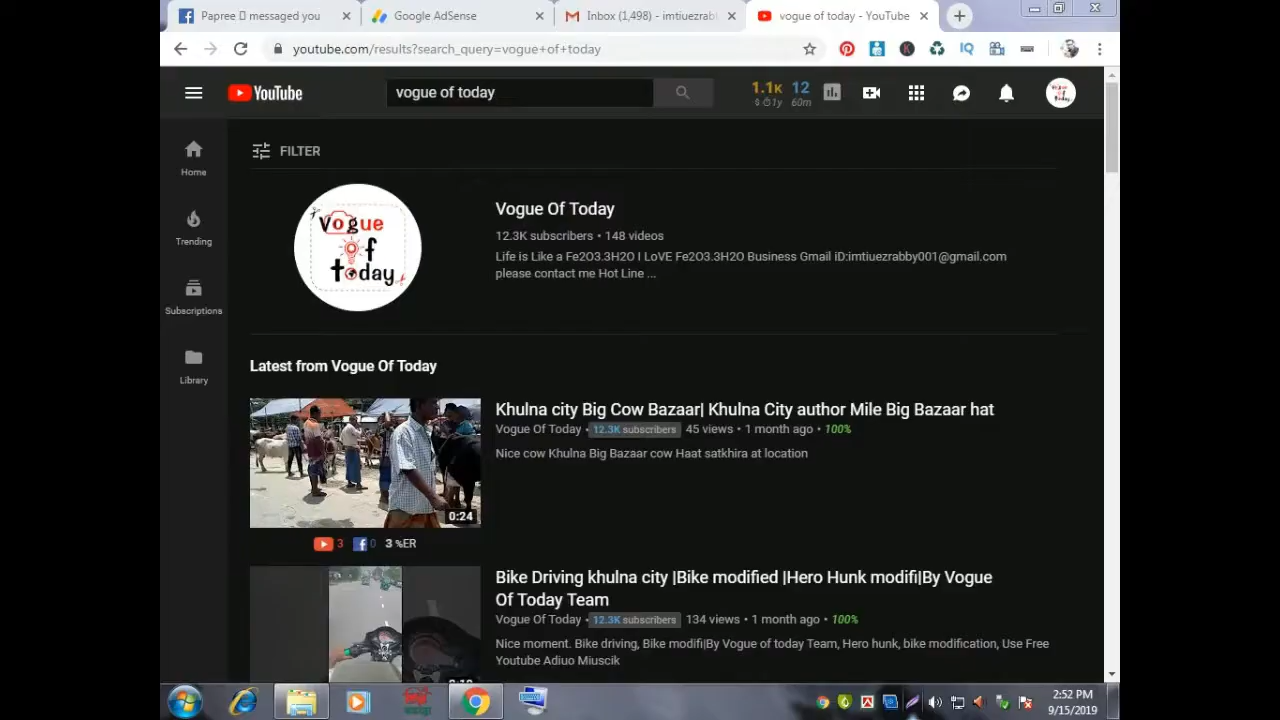 Papree messaged you
Google AdSense
Inbox (1,498) - imtiuezrabl
vogue of today - YouTube
youtube.com/results?search_query=vogue+of+today
YouTube
vogue of today
1.1K 12
1y 60m
Home
Trending
Subscriptions
Library
FILTER
Vogue
of
today
Vogue Of Today
12.3K subscribers • 148 videos
Life is Like a Fe2O3.3H2O I LoVE Fe2O3.3H2O Business Gmail iD:imtiuezrabby001@gmail.com
please contact me Hot Line ...
Latest from Vogue Of Today
Khulna city Big Cow Bazaar| Khulna City author Mile Big Bazaar hat
Vogue Of Today • 12.3K subscribers 45 views • 1 month ago • 100%
Nice cow Khulna Big Bazaar cow Haat satkhira at location
0:24
3 0 3 %ER
Bike Driving khulna city |Bike modified |Hero Hunk modifi|By Vogue
Of Today Team
Vogue Of Today • 12.3K subscribers 134 views • 1 month ago • 100%
Nice moment. Bike driving, Bike modifi|By Vogue of today Team, Hero hunk, bike modification, Use Free
Youtube Adiuo Miuscik
2:52 PM
9/15/2019